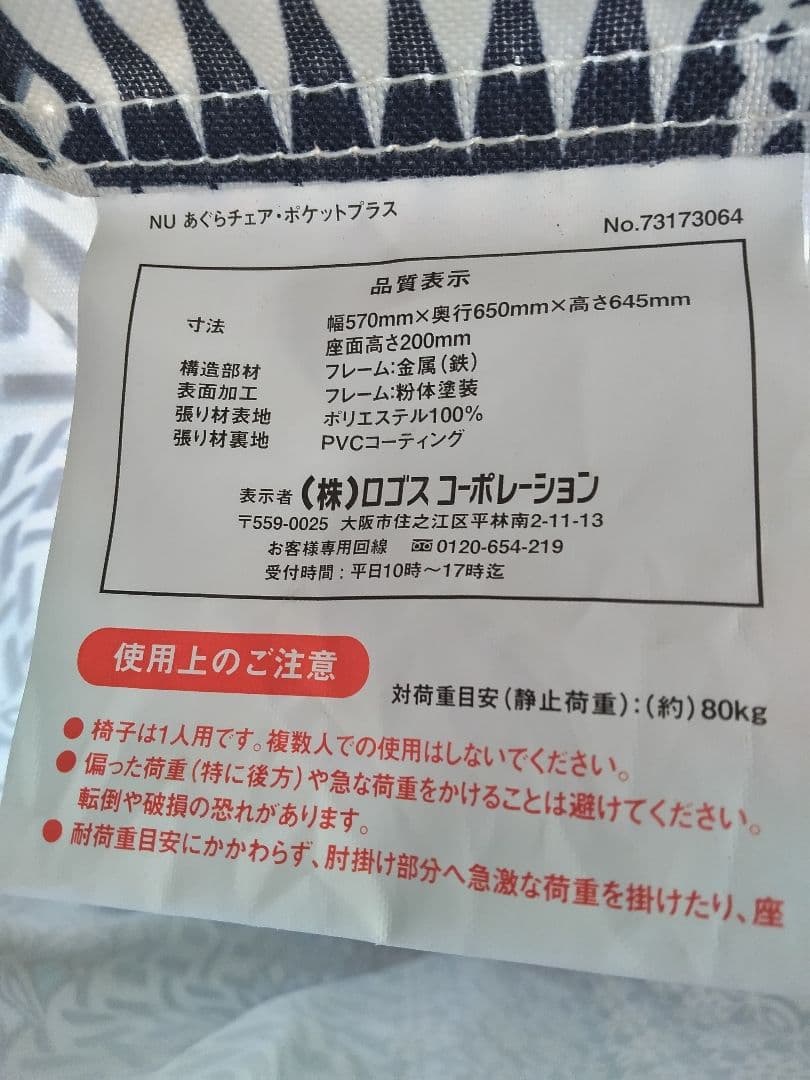 NU あぐらチェア・ポケットプラス
No.73173064
品質表示
寸法 幅570mm×奥行650mm×高さ645mm
座面高さ200mm
構造部材 フレーム:金属(鉄)
表面加工 フレーム:粉体塗装
張り材表地 ポリエステル100%
張り材裏地 PVCコーティング
表示者 (株)ロゴス コーポレーション
〒559-0025 大阪市住之江区平林南2-11-13
お客様専用回線 0120-654-219
受付時間:平日10時〜17時迄
使用上のご注意
対荷重目安(静止荷重):(約)80kg
●椅子は1人用です。複数人での使用はしないでください。
●偏った荷重(特に後方)や急な荷重をかけることは避けてください。
転倒や破損の恐れがあります。
●耐荷重目安にかかわらず、肘掛け部分へ急激な荷重を掛けたり、座